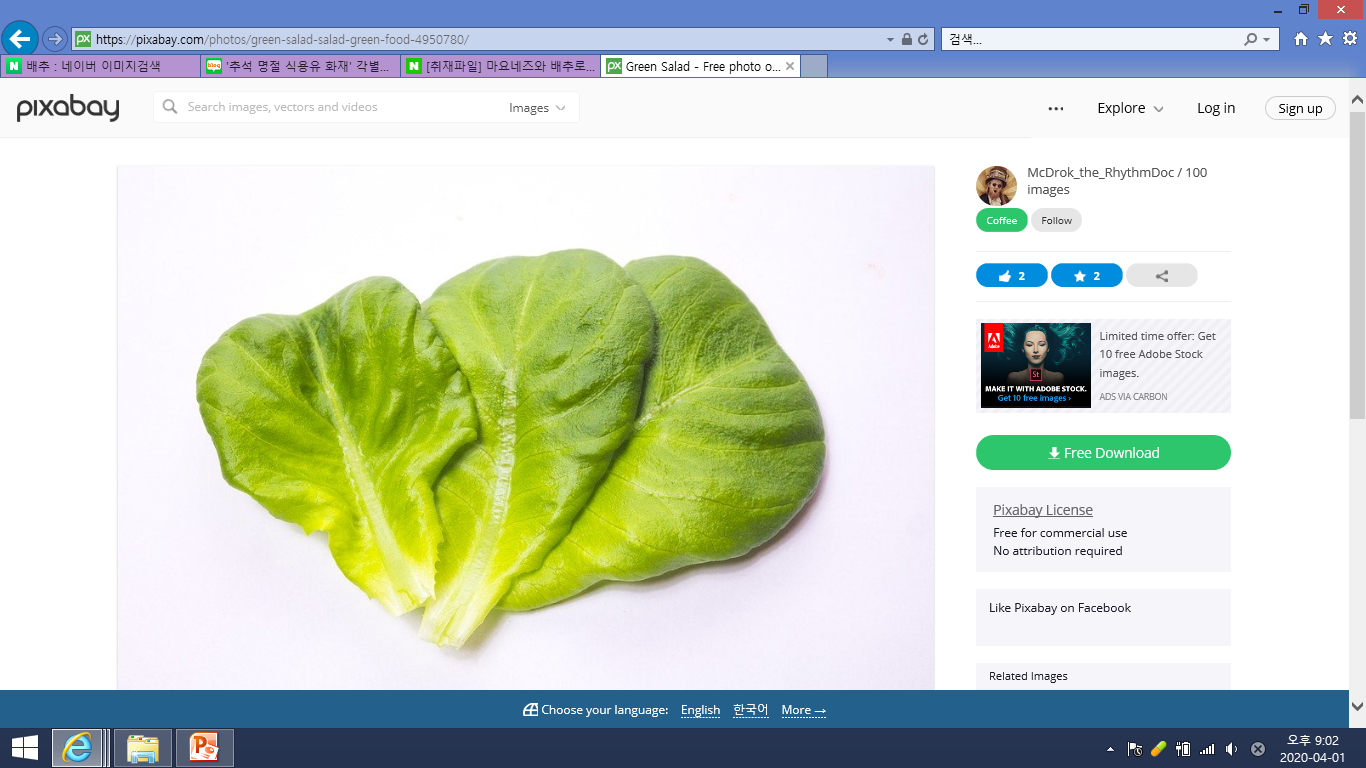 https://pixabay.com/photos/green-salad-salad-green-food-4950780/
검색...
배추 : 네이버 이미지검색
'추석 명절 식용유 화재' 각별...
[취재파일] 마요네즈와 배추로...
Green Salad - Free photo o...
pixabay
Search images, vectors and videos
Images
Explore
Log in
Sign up
McDrok_the_RhythmDoc / 100
images
Coffee
Follow
2
2
Adobe
St
MAKE IT WITH ADOBE STOCK.
Get 10 free images ›
Limited time offer: Get
10 free Adobe Stock
images.
ADS VIA CARBON
Free Download
Pixabay License
Free for commercial use
No attribution required
Like Pixabay on Facebook
Related Images
Choose your language: English 한국어 More →
오후 9:02
2020-04-01